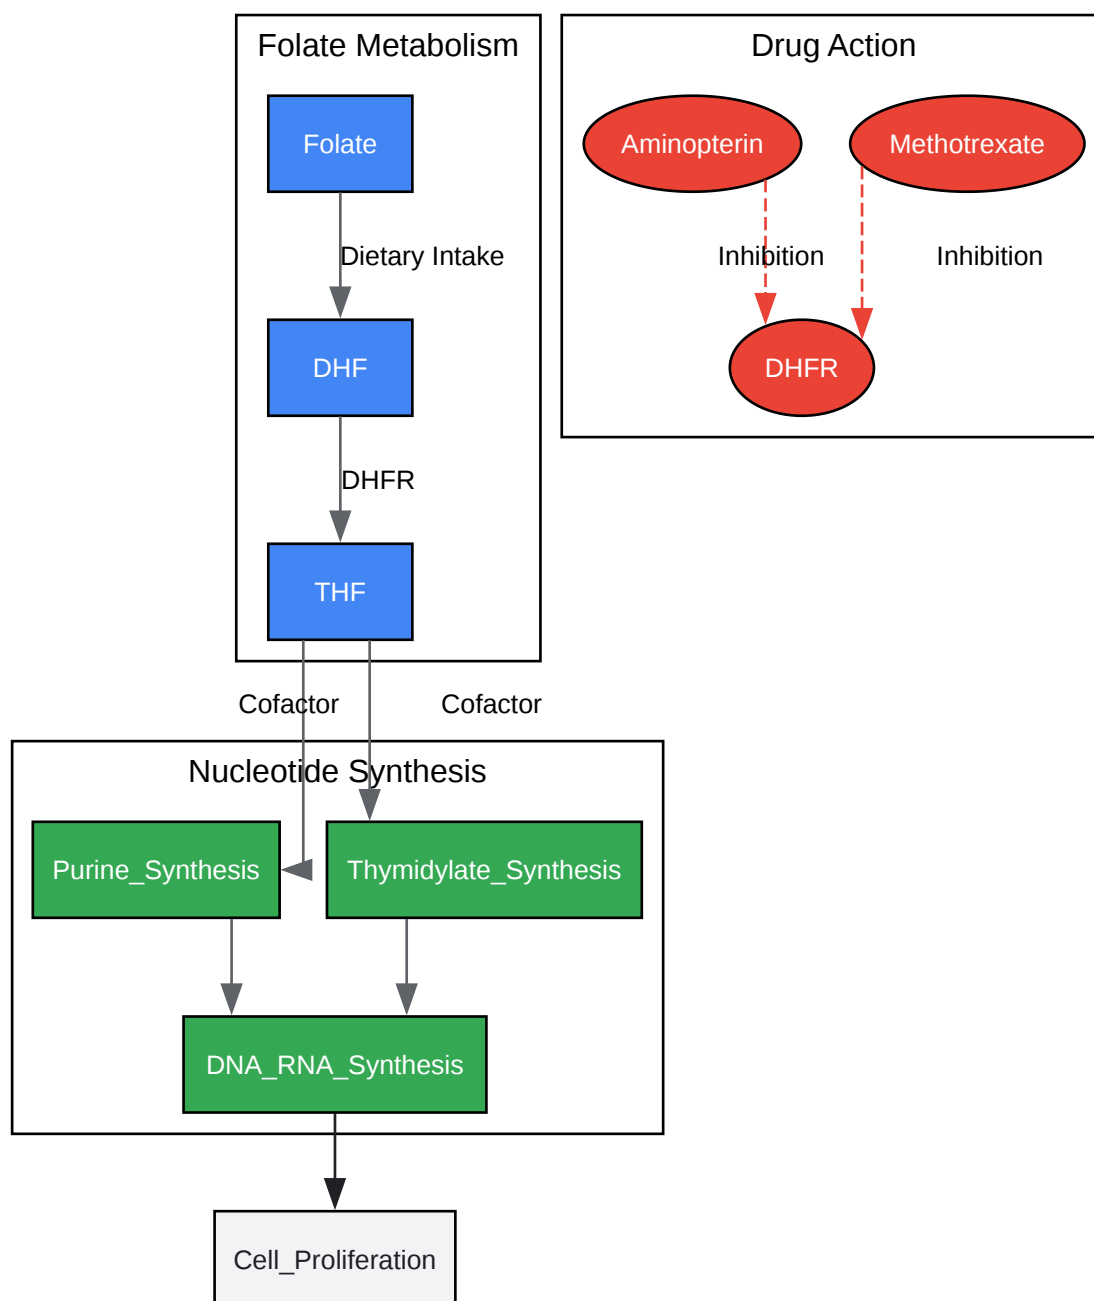 Folate Metabolism
Folate
Dietary Intake
DHF
DHFR
THF
Drug Action
Aminopterin
Methotrexate
Inhibition
Inhibition
DHFR
Cofactor
Cofactor
Nucleotide Synthesis
Purine_Synthesis
Thymidylate_Synthesis
DNA_RNA_Synthesis
Cell_Proliferation